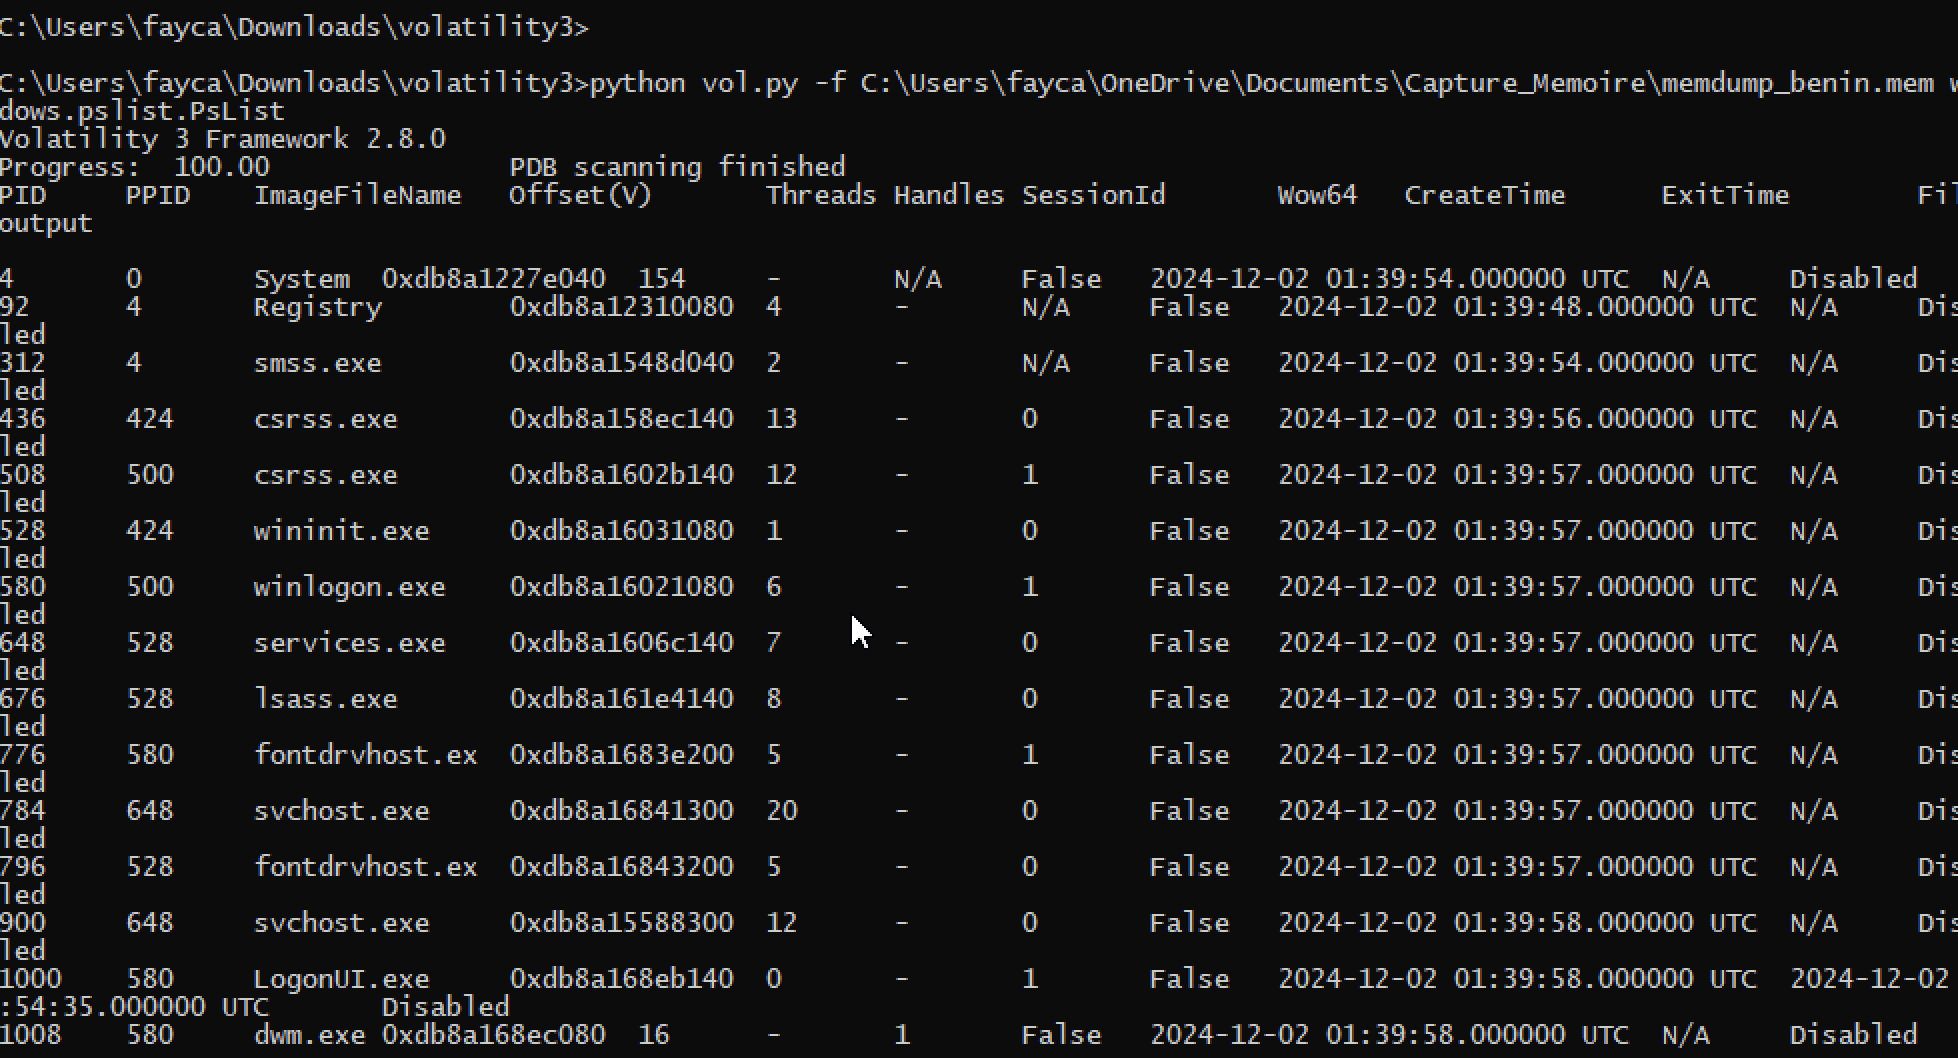 C:\Users\fayca\Downloads\volatility3>
C:\Users\fayca\Downloads\volatility3>python vol.py -f C:\Users\fayca\OneDrive\Documents\Capture_Memoire\memdump_benin.mem w
dows.pslist.PsList
Volatility 3 Framework 2.8.0
Progress:  100.00               PDB scanning finished
PID     PPID    ImageFileName   Offset(V)       Threads Handles SessionId       Wow64   CreateTime      ExitTime        Fil
output
4       0       System  0xdb8a1227e040  154     -       N/A     False   2024-12-02 01:39:54.000000 UTC  N/A     Disabled
92      4       Registry        0xdb8a12310080  4       -       N/A     False   2024-12-02 01:39:48.000000 UTC  N/A     Dis
led
312     4       smss.exe        0xdb8a1548d040  2       -       N/A     False   2024-12-02 01:39:54.000000 UTC  N/A     Dis
led
436     424     csrss.exe       0xdb8a158ec140  13      -       0       False   2024-12-02 01:39:56.000000 UTC  N/A     Dis
led
508     500     csrss.exe       0xdb8a1602b140  12      -       1       False   2024-12-02 01:39:57.000000 UTC  N/A     Dis
led
528     424     wininit.exe     0xdb8a16031080  1       -       0       False   2024-12-02 01:39:57.000000 UTC  N/A     Dis
led
580     500     winlogon.exe    0xdb8a16021080  6       -       1       False   2024-12-02 01:39:57.000000 UTC  N/A     Dis
led
648     528     services.exe    0xdb8a1606c140  7       -       0       False   2024-12-02 01:39:57.000000 UTC  N/A     Dis
led
676     528     lsass.exe       0xdb8a161e4140  8       -       0       False   2024-12-02 01:39:57.000000 UTC  N/A     Dis
led
776     580     fontdrvhost.ex  0xdb8a1683e200  5       -       1       False   2024-12-02 01:39:57.000000 UTC  N/A     Dis
led
784     648     svchost.exe     0xdb8a16841300  20      -       0       False   2024-12-02 01:39:57.000000 UTC  N/A     Dis
led
796     528     fontdrvhost.ex  0xdb8a16843200  5       -       0       False   2024-12-02 01:39:57.000000 UTC  N/A     Dis
led
900     648     svchost.exe     0xdb8a15588300  12      -       0       False   2024-12-02 01:39:58.000000 UTC  N/A     Dis
led
1000    580     LogonUI.exe     0xdb8a168eb140  0       -       1       False   2024-12-02 01:39:58.000000 UTC  2024-12-02
:54:35.000000 UTC       Disabled
1008    580     dwm.exe 0xdb8a168ec080  16      -       1       False   2024-12-02 01:39:58.000000 UTC  N/A     Disabled